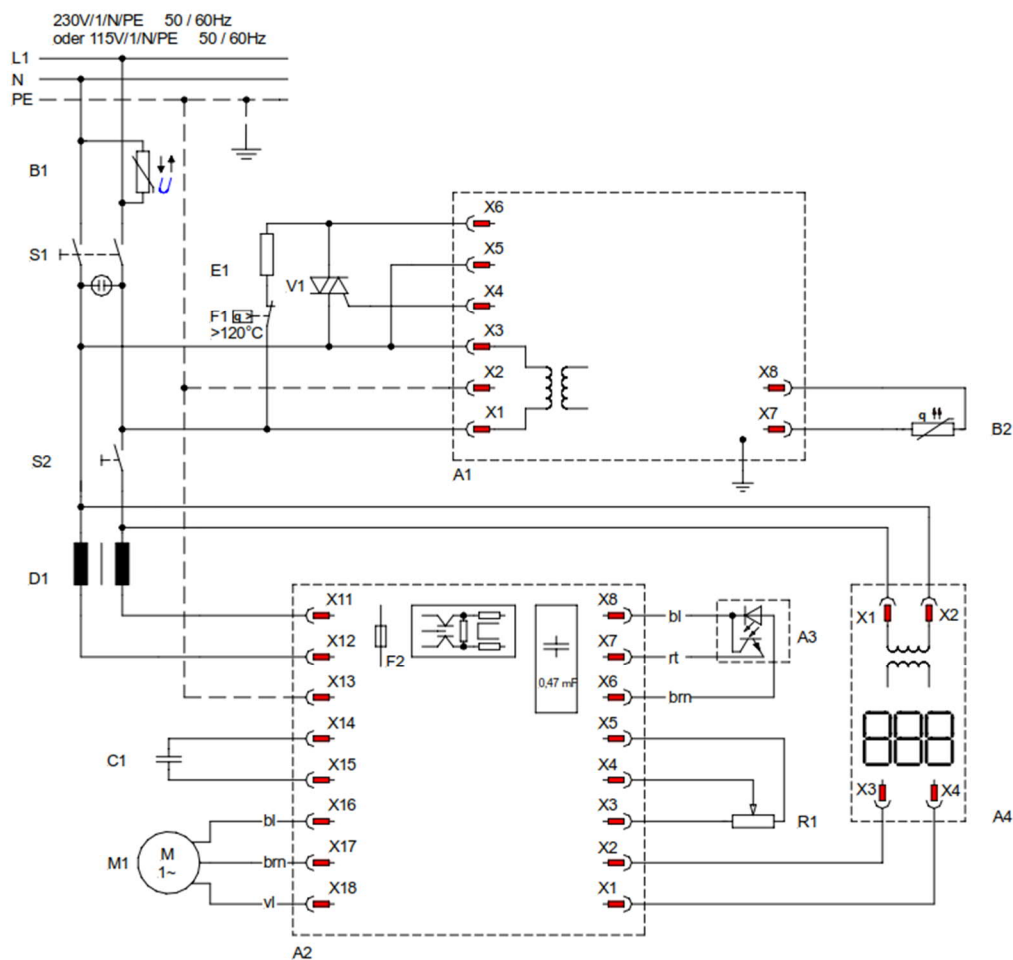 230V/1/N/PE 50 / 60Hz
oder 115V/1/N/PE 50 / 60Hz
L1
N
PE
B1
U
S1
E1
F1 q >
>120°C
V1
X6
X5
X4
X3
X2
X1
X8
X7
q
B2
A1
S2
D1
X11
X12
X13
X14
X15
X16
X17
X18
F2
0,47 mF
X8
X7
X6
X5
X4
X3
X2
X1
bl
rt
brn
A3
R1
X1
X2
X3
X4
A4
C1
M1
M
1~
bl
brn
vl
A2